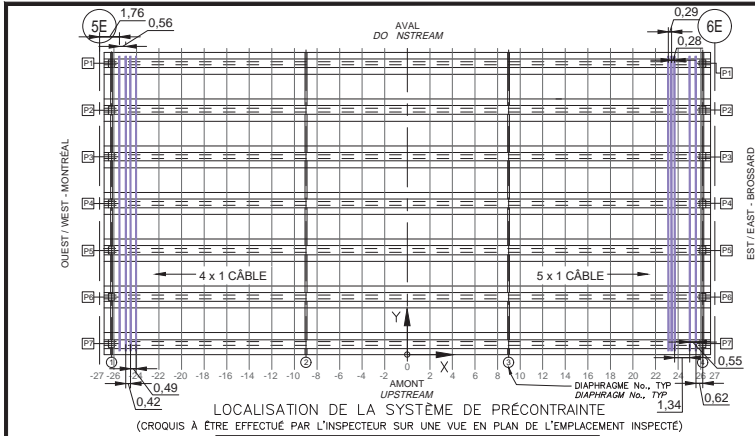 5E
1,76
0,56
AVAL
DO NSTREAM
0,29
0,28
6E
P1
P2
P3
P4
P5
P6
P7
P1
P2
P3
P4
P5
P6
P7
OUEST / WEST - MONTRÉAL
EST / EAST - BROSSARD
4 x 1 CÂBLE
5 x 1 CÂBLE
Y
X
1
2
3
-27 -26 -24 -22 -20 -18 -16 -14 -12 -10 -8 -6 -4 -2 0 2 4 6 8 10 12 14 16 18 20 22 24 26 27
0,49
0,42
AMONT
UPSTREAM
DIAPHRAGME No., TYP
DIAPHRAGM No., TYP
1,34
0,55
0,62
LOCALISATION DE LA SYSTÈME DE PRÉCONTRAINTE
(CROQUIS À ÊTRE EFFECTUÉ PAR L'INSPECTEUR SUR UNE VUE EN PLAN DE L'EMPLACEMENT INSPECTÉ)